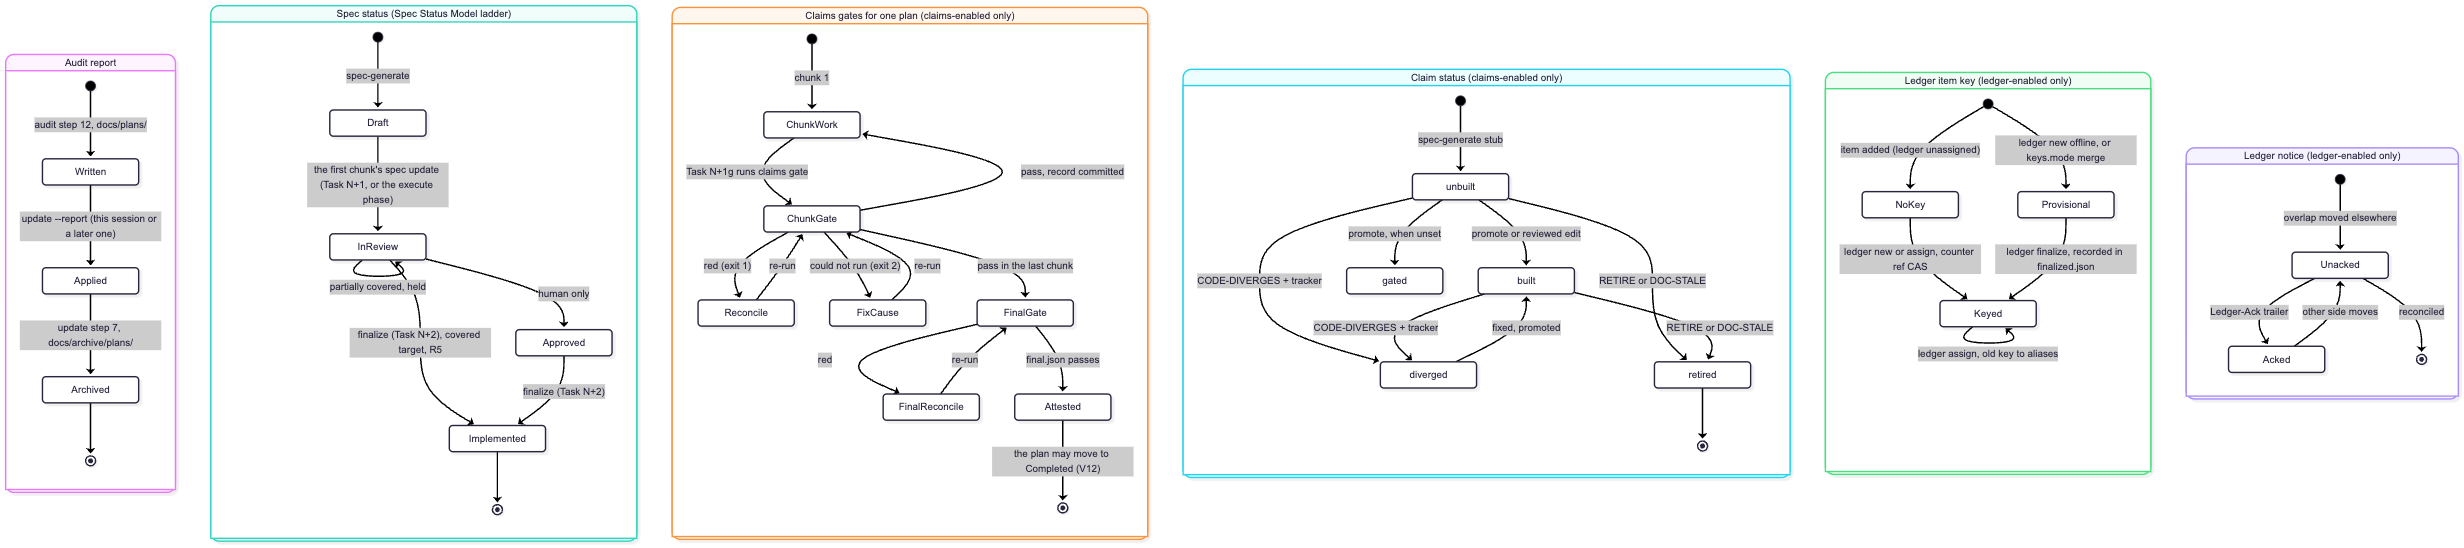 Audit report
audit step 12, docs/plans/
Written
update --report (this session or
a later one)
Applied
update step 7,
docs/archive/plans/
Archived
Spec status (Spec Status Model ladder)
spec-generate
Draft
the first chunk's spec update
(Task N+1, or the execute
phase)
InReview
partially covered, held
human only
finalize (Task N+2), covered
target, R5
Approved
finalize (Task N+2)
Implemented
Claims gates for one plan (claims-enabled only)
chunk 1
ChunkWork
Task N+1g runs claims gate
pass, record committed
ChunkGate
red (exit 1)
re-run
could not run (exit 2)
re-run
pass in the last chunk
Reconcile
FixCause
FinalGate
red
re-run
final.json passes
FinalReconcile
Attested
the plan may move to
Completed (V12)
Claim status (claims-enabled only)
spec-generate stub
unbuilt
promote, when unset
promote or reviewed edit
CODE-DIVERGES + tracker
gated
built
RETIRE or DOC-STALE
CODE-DIVERGES + tracker
fixed, promoted
RETIRE or DOC-STALE
diverged
retired
Ledger item key (ledger-enabled only)
item added (ledger unassigned)
ledger new offline, or
keys.mode merge
NoKey
Provisional
ledger new or assign, counter
ref CAS
ledger finalize, recorded in
finalized.json
Keyed
ledger assign, old key to aliases
Ledger notice (ledger-enabled only)
overlap moved elsewhere
Unacked
Ledger-Ack trailer
other side moves
reconciled
Acked